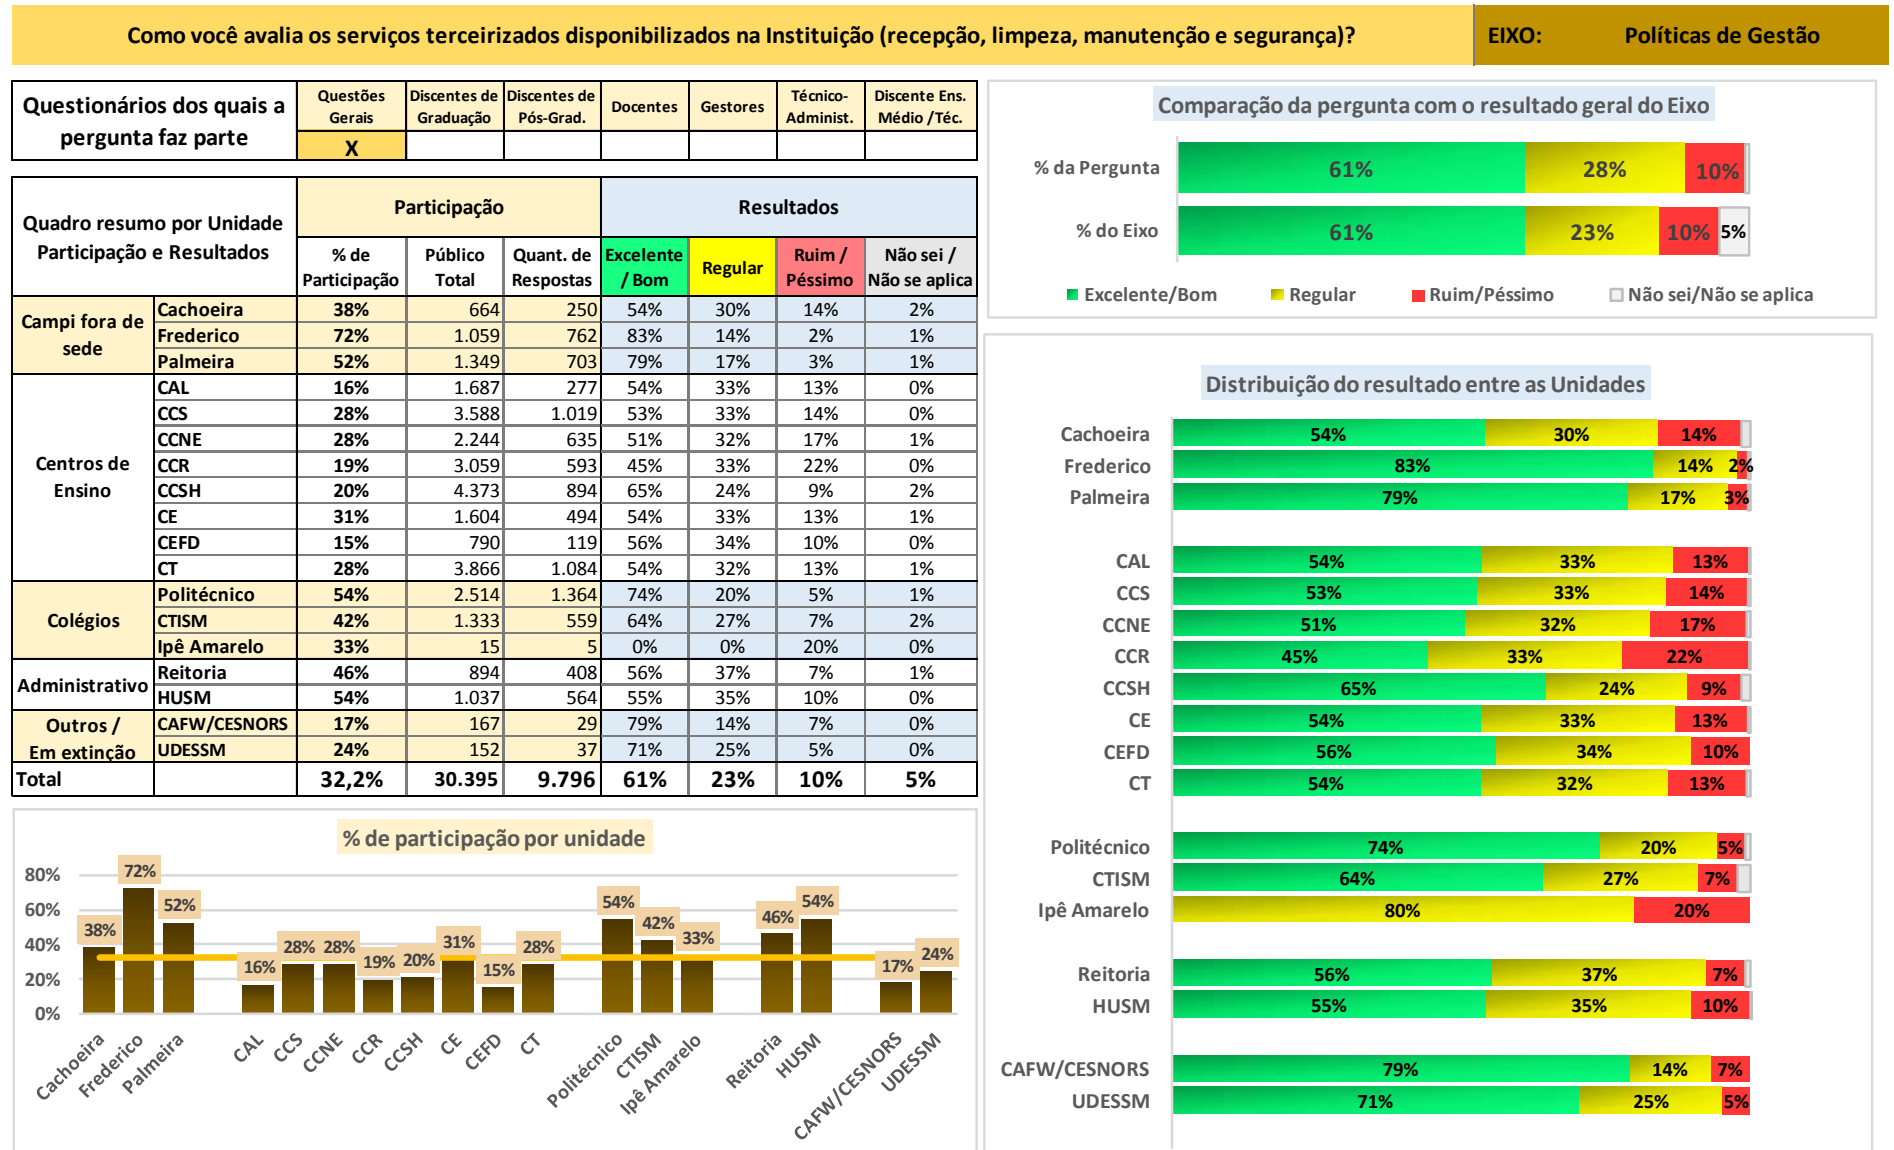 Como você avalia os serviços terceirizados disponibilizados na Instituição (recepção, limpeza, manutenção e segurança)?
EIXO: Políticas de Gestão
Questionários dos quais a pergunta faz parte
Questões Gerais
Discentes de Graduação
Discentes de Pós-Grad.
Docentes
Gestores
Técnico-Administ.
Discente Ens. Médio /Téc.
X
Quadro resumo por Unidade Participação e Resultados
Participação
Resultados
% de Participação
Público Total
Quant. de Respostas
Excelente / Bom
Regular
Ruim / Péssimo
Não sei / Não se aplica
Campi fora de sede
Cachoeira 38% 664 250 54% 30% 14% 2%
Frederico 72% 1.059 762 83% 14% 2% 1%
Palmeira 52% 1.349 703 79% 17% 3% 1%
Centros de Ensino
CAL 16% 1.687 277 54% 33% 13% 0%
CCS 28% 3.588 1.019 53% 33% 14% 0%
CCNE 28% 2.244 635 51% 32% 17% 1%
CCR 19% 3.059 593 45% 33% 22% 0%
CCSH 20% 4.373 894 65% 24% 9% 2%
CE 31% 1.604 494 54% 33% 13% 1%
CEFD 15% 790 119 56% 34% 10% 0%
CT 28% 3.866 1.084 54% 32% 13% 1%
Colégios
Politécnico 54% 2.514 1.364 74% 20% 5% 1%
CTISM 42% 1.333 559 64% 27% 7% 2%
Ipê Amarelo 33% 15 5 0% 0% 20% 0%
Administrativo
Reitoria 46% 894 408 56% 37% 7% 1%
HUSM 54% 1.037 564 55% 35% 10% 0%
Outros / Em extinção
CAFW/CESNORS 17% 167 29 79% 14% 7% 0%
UDESSM 24% 152 37 71% 25% 5% 0%
Total 32,2% 30.395 9.796 61% 23% 10% 5%
% de participação por unidade
80%
60%
40%
20%
0%
38% 72% 52% 16% 28% 28% 19% 20% 31% 15% 28% 54% 42% 33% 46% 54% 17% 24%
Cachoeira Frederico Palmeira CAL CCS CCNE CCR CCSH CE CEFD CT Politécnico CTISM Ipê Amarelo Reitoria HUSM CAFW/CESNORS UDESSM
Comparação da pergunta com o resultado geral do Eixo
% da Pergunta 61% 28% 10%
% do Eixo 61% 23% 10% 5%
Excelente/Bom Regular Ruim/Péssimo Não sei/Não se aplica
Distribuição do resultado entre as Unidades
Cachoeira 54% 30% 14%
Frederico 83% 14% 2%
Palmeira 79% 17% 3%
CAL 54% 33% 13%
CCS 53% 33% 14%
CCNE 51% 32% 17%
CCR 45% 33% 22%
CCSH 65% 24% 9%
CE 54% 33% 13%
CEFD 56% 34% 10%
CT 54% 32% 13%
Politécnico 74% 20% 5%
CTISM 64% 27% 7%
Ipê Amarelo 80% 20%
Reitoria 56% 37% 7%
HUSM 55% 35% 10%
CAFW/CESNORS 79% 14% 7%
UDESSM 71% 25% 5%